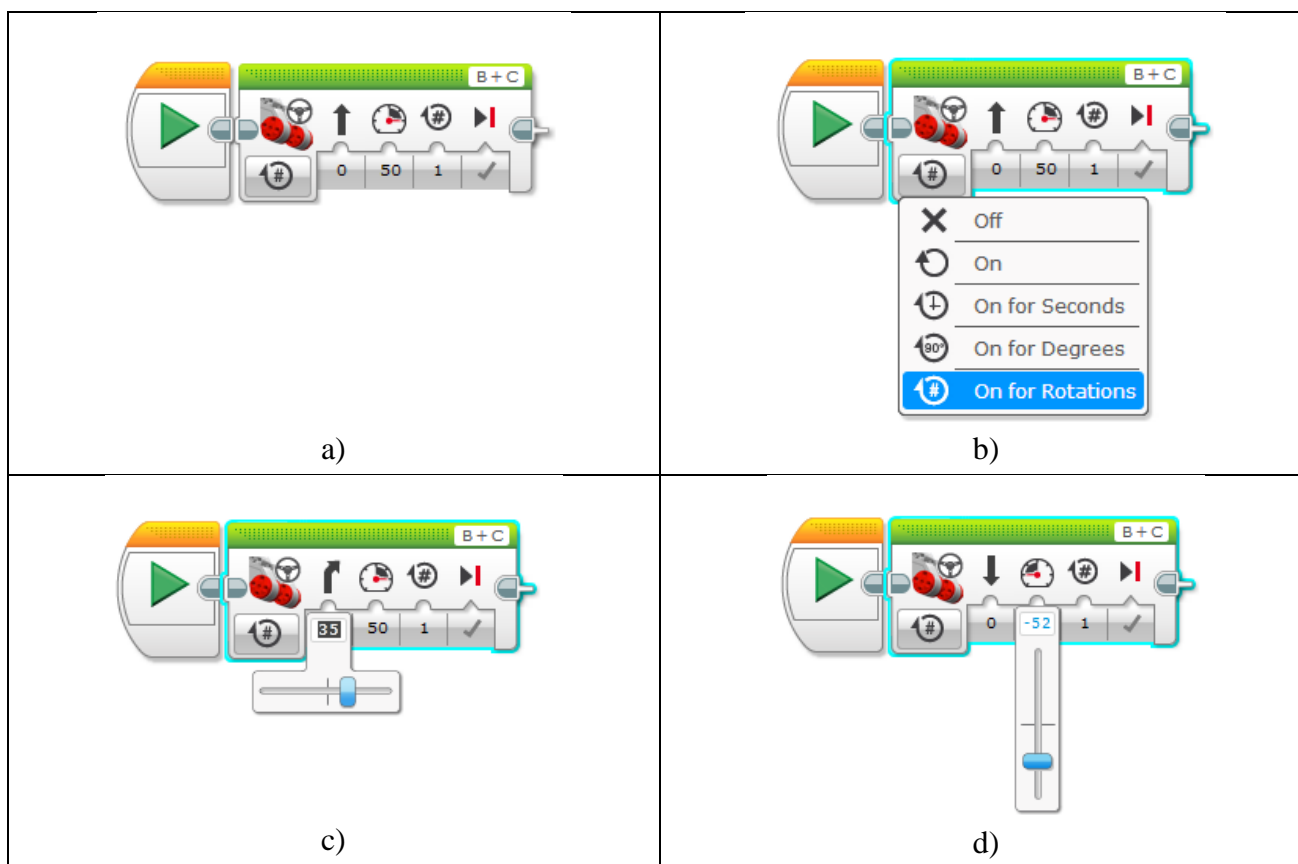 B + C
# 0 50 1
a)
B + C
# 0 50 1
Off
On
On for Seconds
90° On for Degrees
# On for Rotations
b)
B + C
# 35 50 1
c)
B + C
# 0 -52 1
d)